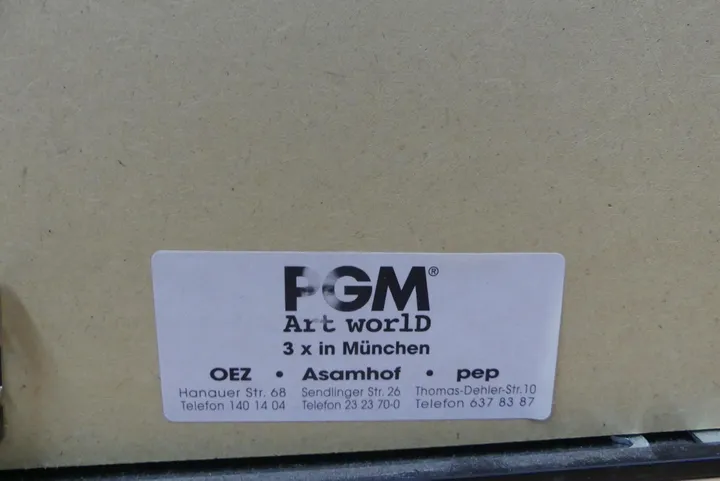 PGM®
Art worlD
3 x in München
OEZ • Asamhof • pep
Hanauer Str. 68 Sendlinger Str. 26 Thomas-Dehler-Str.10
Telefon 140 14 04 Telefon 23 23 70-0 Telefon 637 83 87